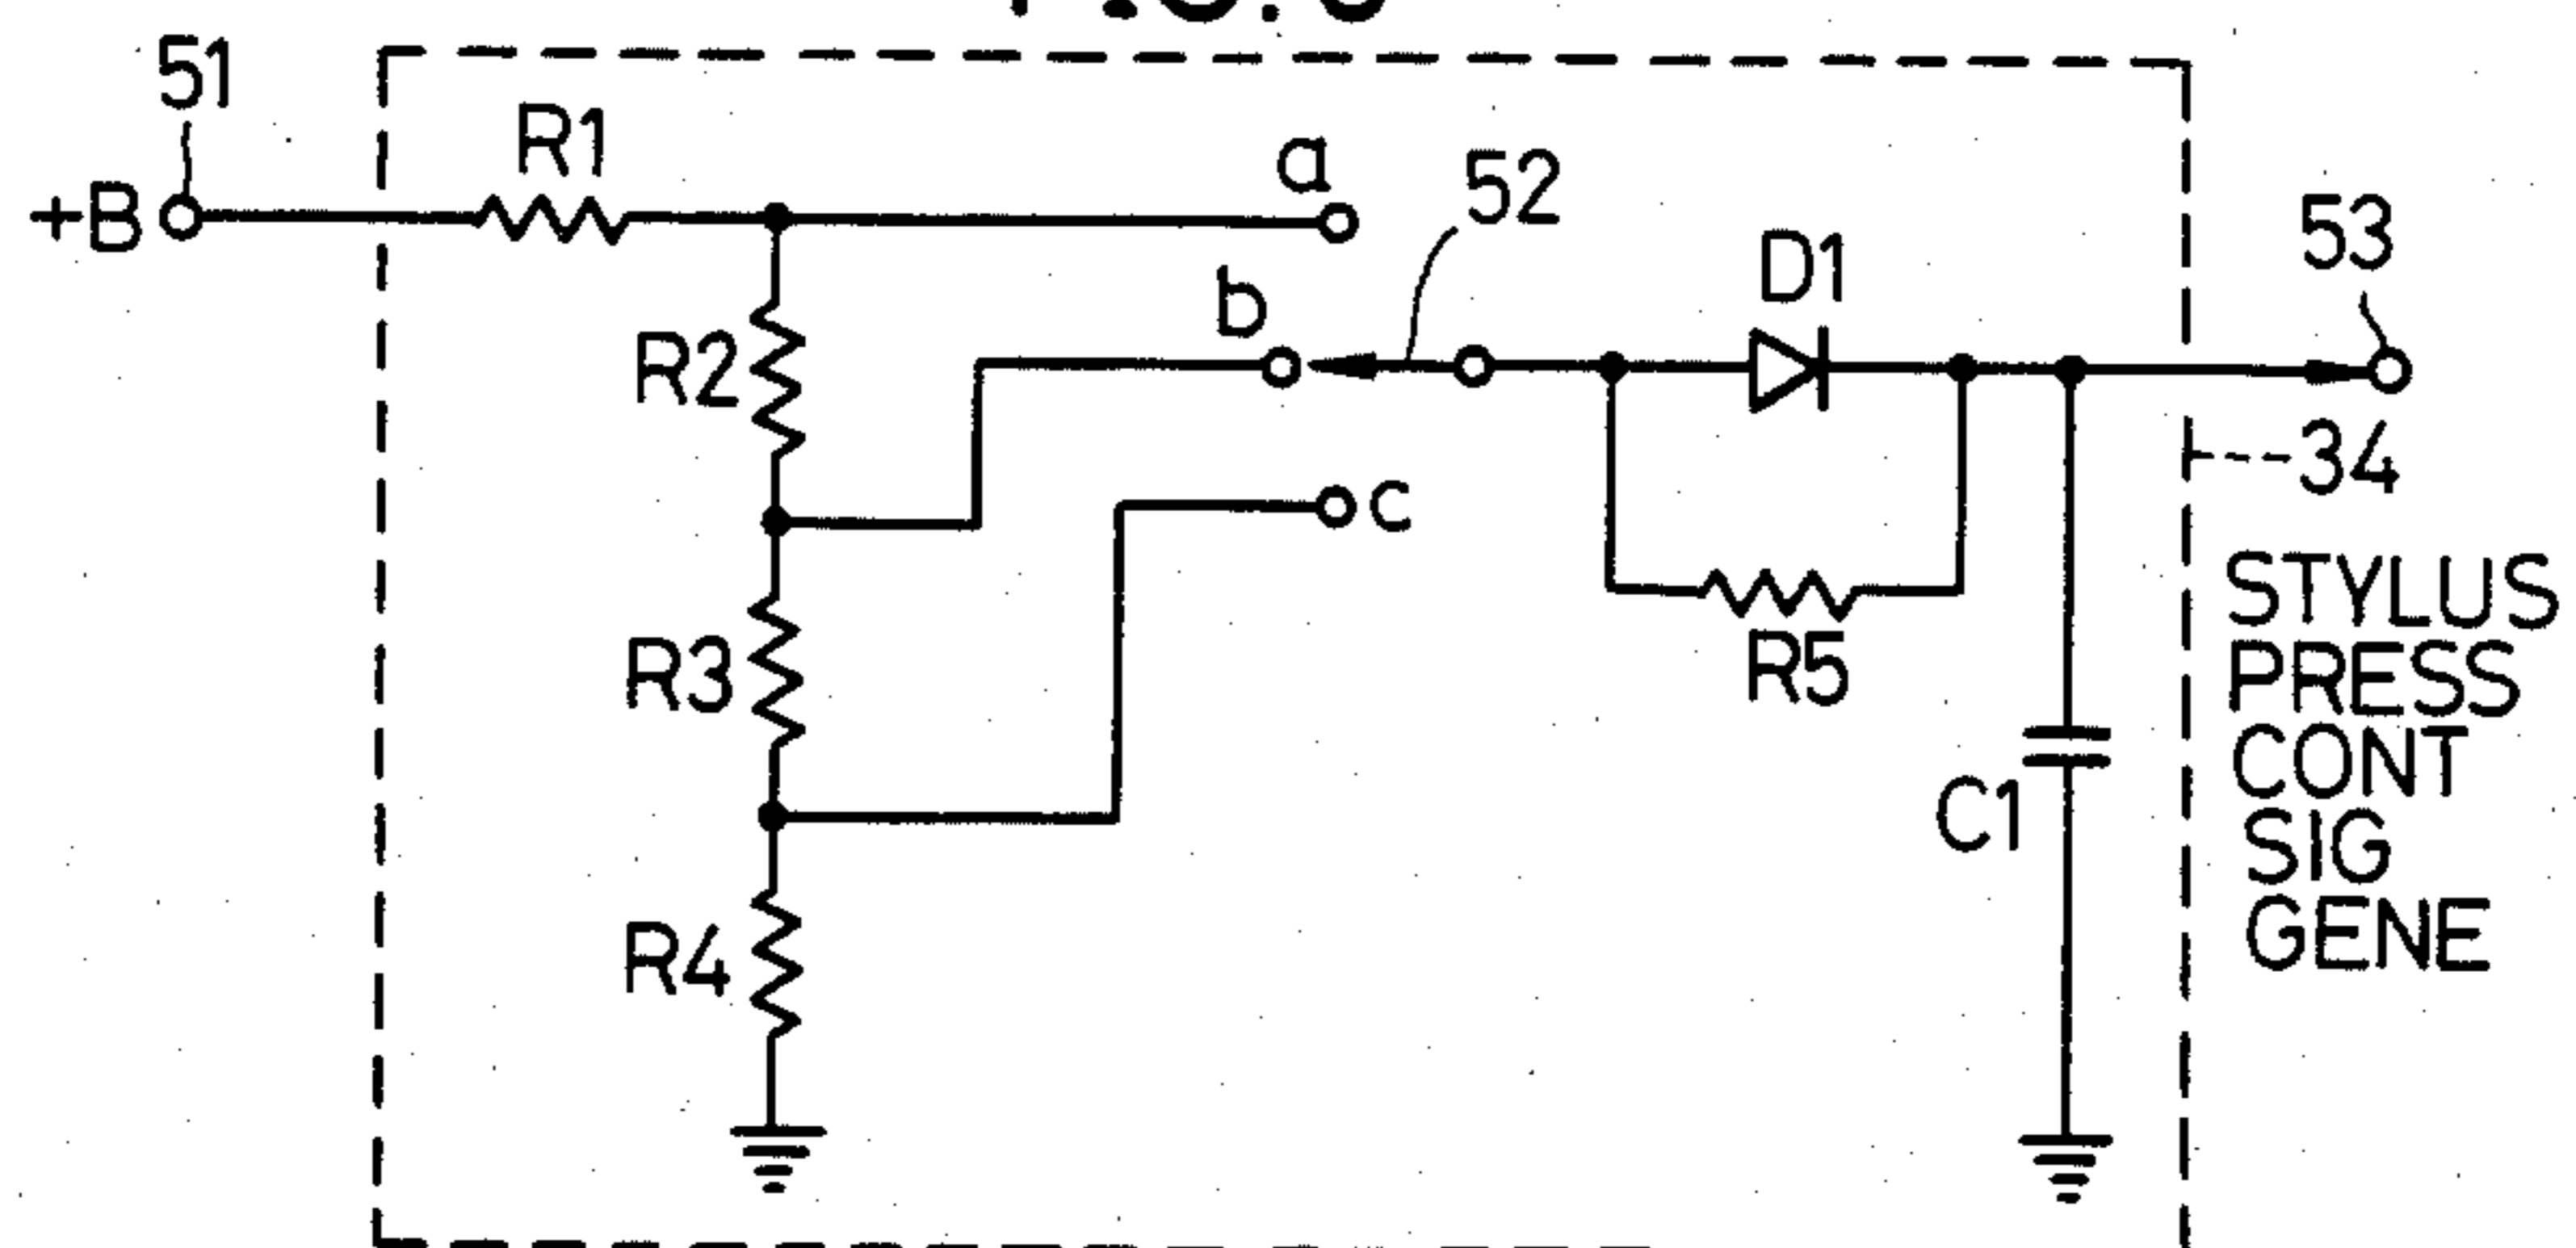 51
R1
a
52
+B
53
b
D1
R2
34
c
STYLUS
PRESS
CONT
SIG
GENE
R3
R5
C1
R4